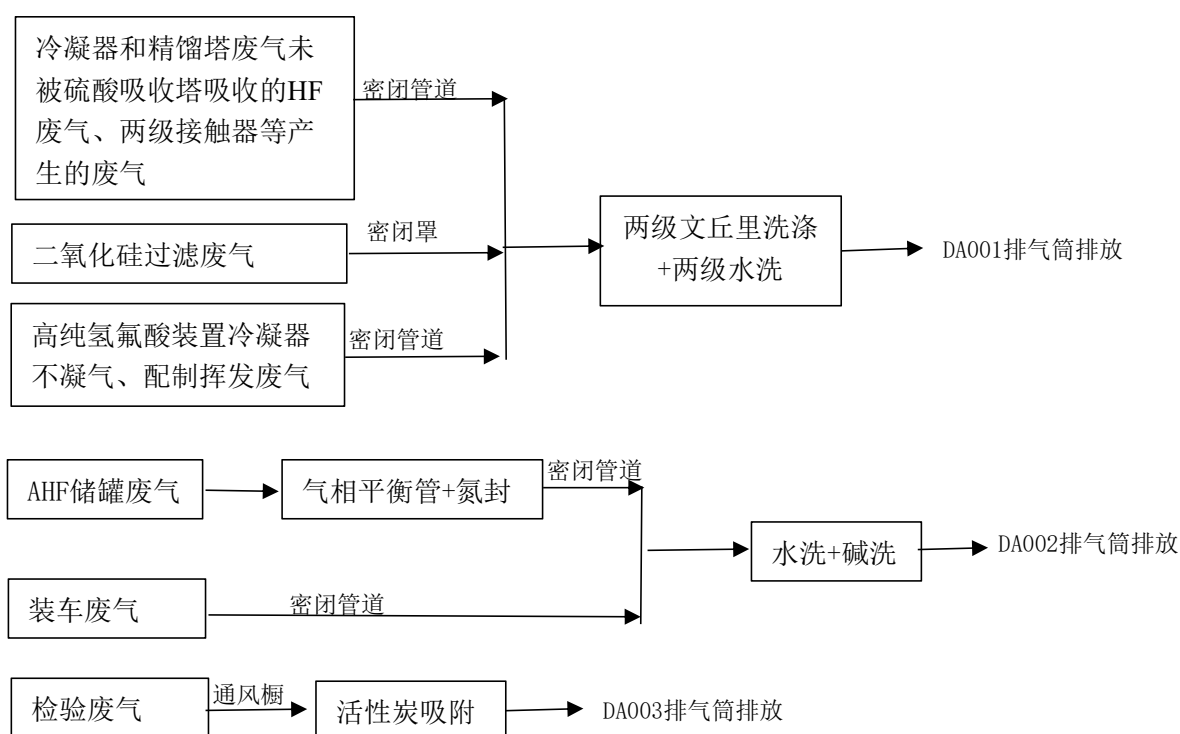 冷凝器和精馏塔废气未
被硫酸吸收塔吸收的HF
废气、两级接触器等产
生的废气
密闭管道
二氧化硅过滤废气
密闭罩
高纯氢氟酸装置冷凝器
不凝气、配制挥发废气
密闭管道
两级文丘里洗涤
+两级水洗
DA001排气筒排放
AHF储罐废气
气相平衡管+氮封
密闭管道
装车废气
密闭管道
水洗+碱洗
DA002排气筒排放
检验废气
通风橱
活性炭吸附
DA003排气筒排放